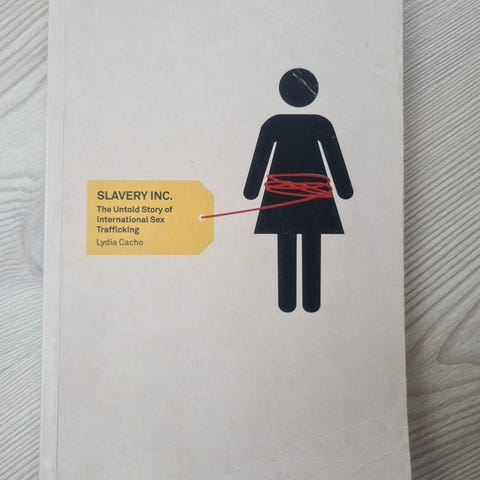 SLAVERY INC.
The Untold Story of
International Sex
Trafficking
Lydia Cacho